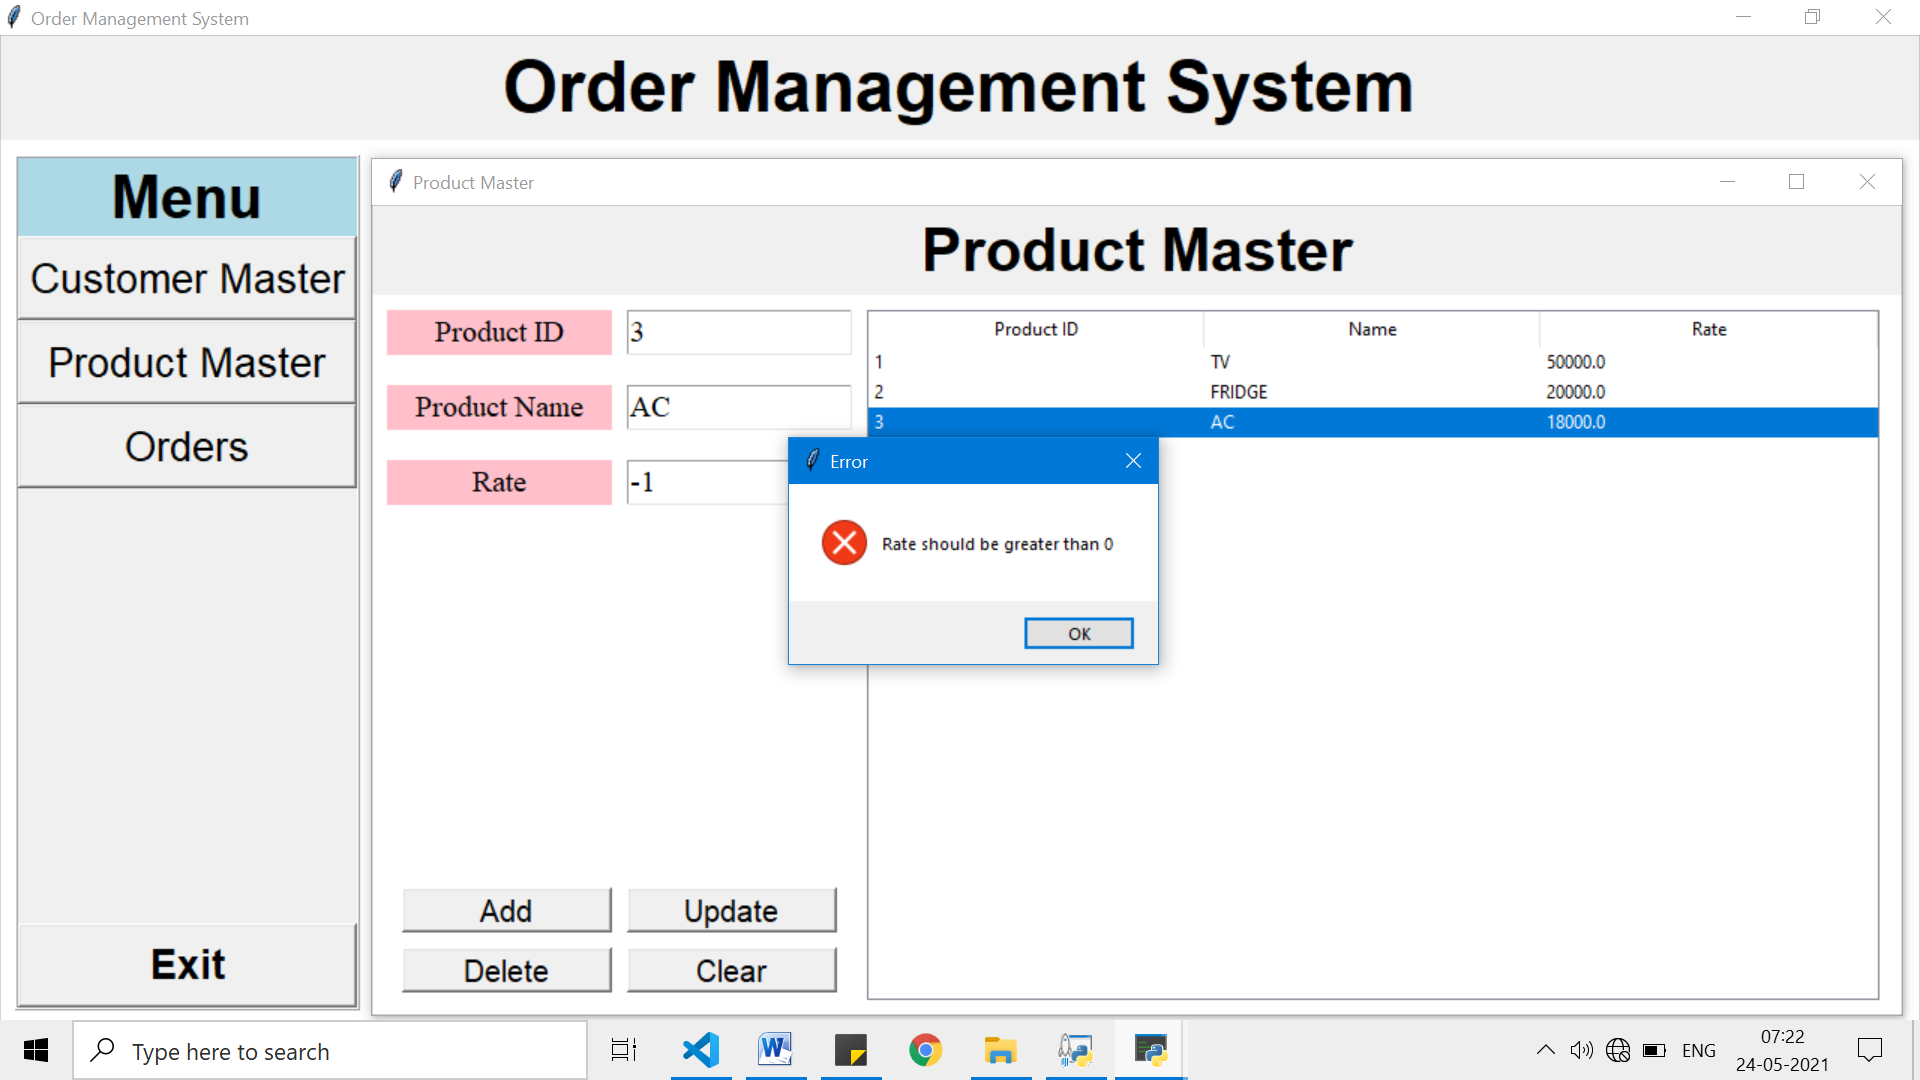 Order Management System
Order Management System
Menu
Customer Master
Product Master
Orders
Exit
Product Master
Product Master
Product ID 3
Product Name AC
Rate -1
Add Update
Delete Clear
Product ID Name Rate
1 TV 50000.0
2 FRIDGE 20000.0
3 AC 18000.0
Error
Rate should be greater than 0
OK
Type here to search
ENG
07:22
24-05-2021